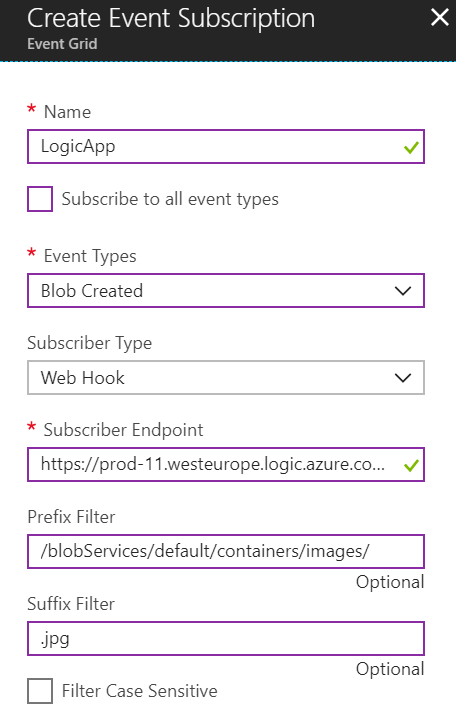 Create Event Subscription
Event Grid
* Name
LogicApp
Subscribe to all event types
* Event Types
Blob Created
Subscriber Type
Web Hook
* Subscriber Endpoint
https://prod-11.westeurope.logic.azure.co...
Prefix Filter
/blobServices/default/containers/images/
Optional
Suffix Filter
.jpg
Optional
Filter Case Sensitive